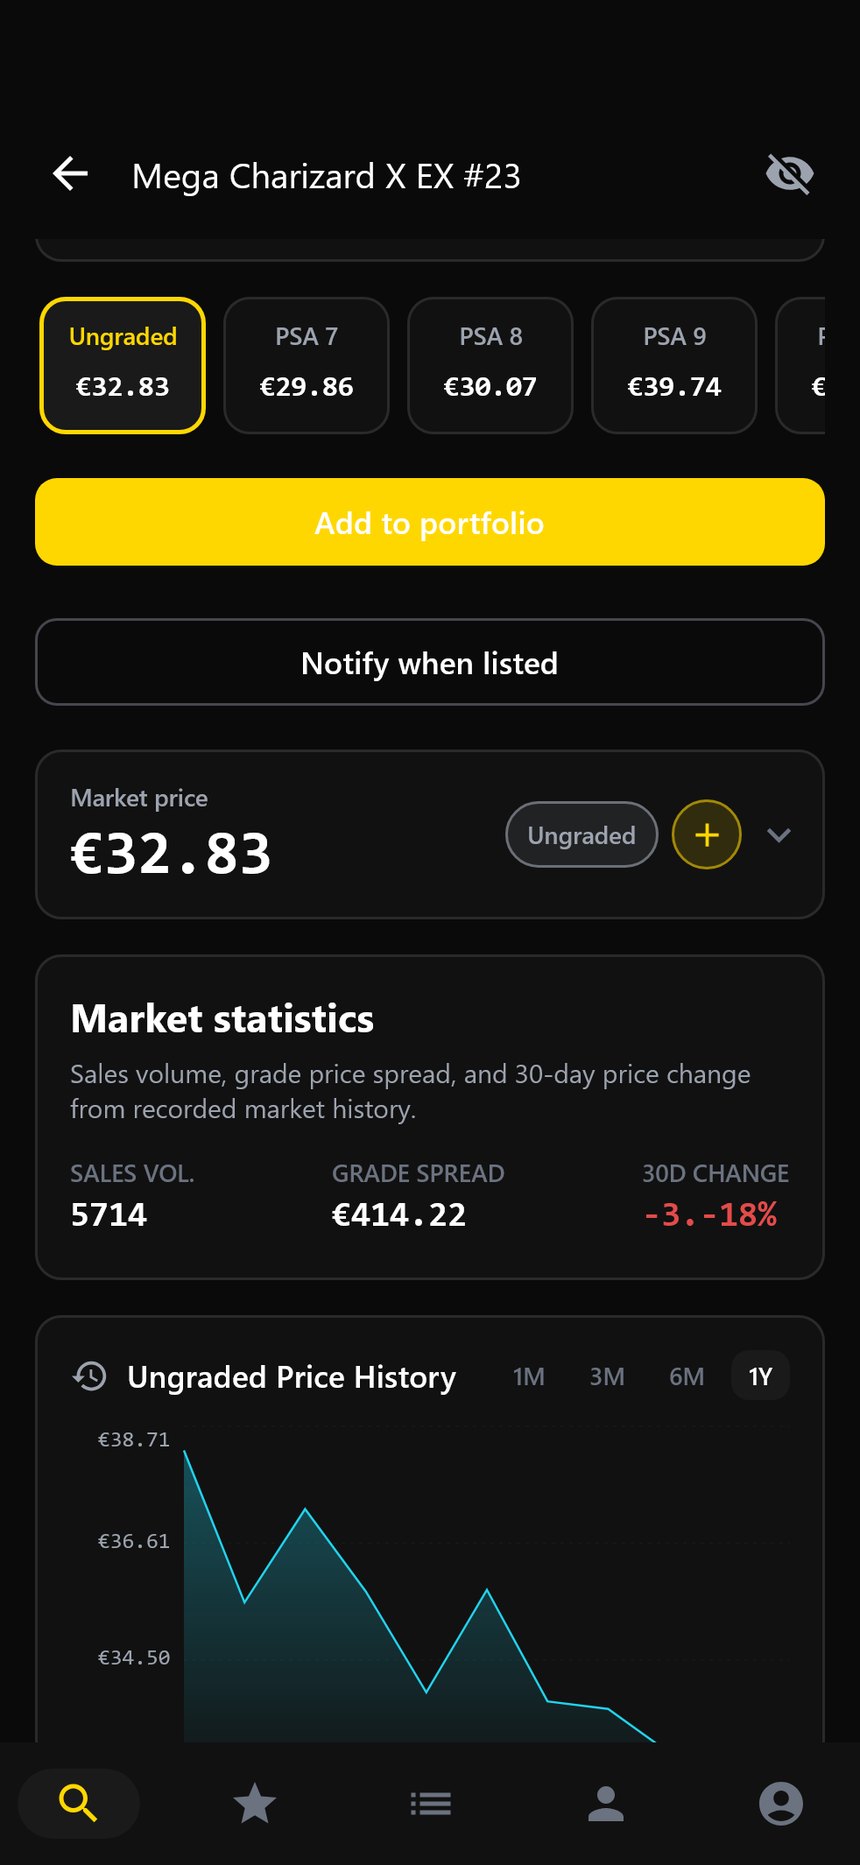 Mega Charizard X EX #23
Ungraded
€32.83
PSA 7
€29.86
PSA 8
€30.07
PSA 9
€39.74
€
Add to portfolio
Notify when listed
Market price
€32.83
Ungraded
+
Market statistics
Sales volume, grade price spread, and 30-day price change
from recorded market history.
SALES VOL.
5714
GRADE SPREAD
€414.22
30D CHANGE
-3.-18%
Ungraded Price History
1M
3M
6M
1Y
€38.71
€36.61
€34.50